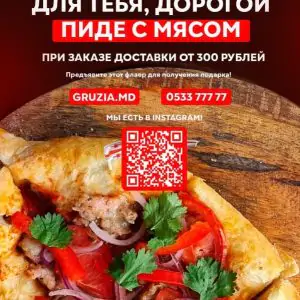 ДЛЯ ТЕБЯ, ДОРОГОЙ
ПИДЕ С МЯСОМ
ПРИ ЗАКАЗЕ ДОСТАВКИ ОТ 300 РУБЛЕЙ
Предъявите этот флаер для получения подарка!
GRUZIA.MD 0533 777 77
МЫ ЕСТЬ В INSTAGRAM!